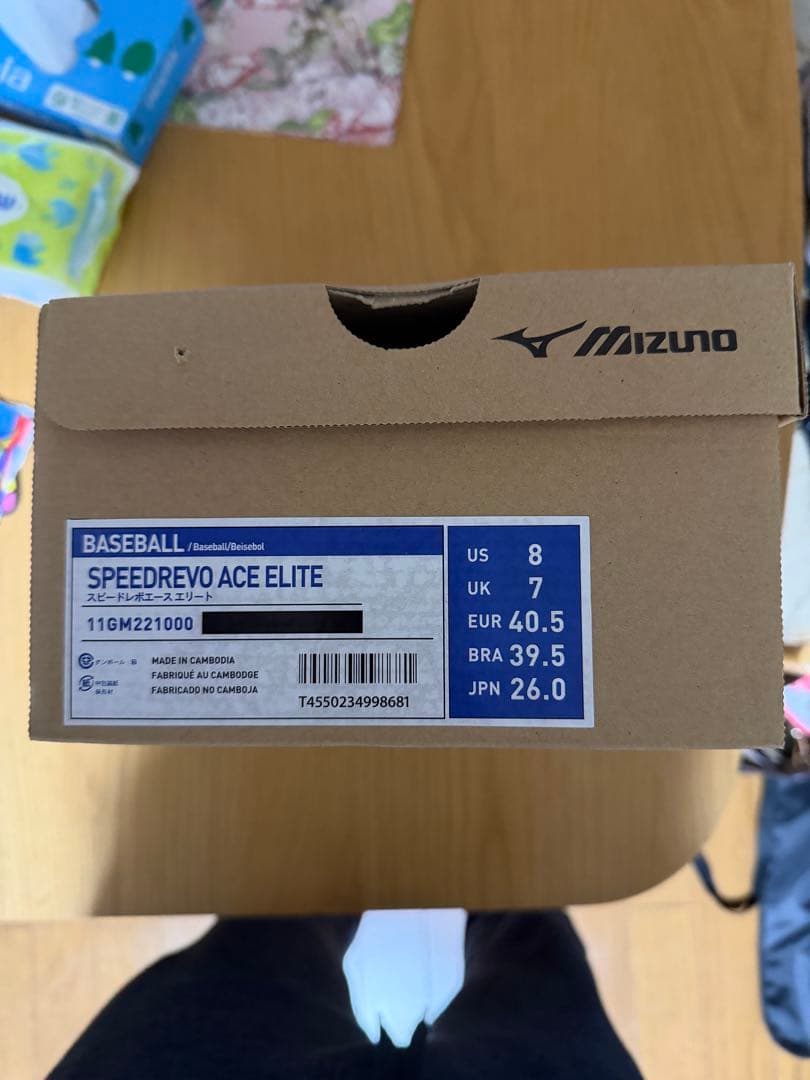 la
MIZUNO
BASEBALL / Baseball/Beisebol
SPEEDREVO ACE ELITE
スピードレボエース エリート
11GM221000
MADE IN CAMBODIA
FABRIQUÉ AU CAMBODGE
FABRICADO NO CAMBOJA
T4550234998681
US 8
UK 7
EUR 40.5
BRA 39.5
JPN 26.0